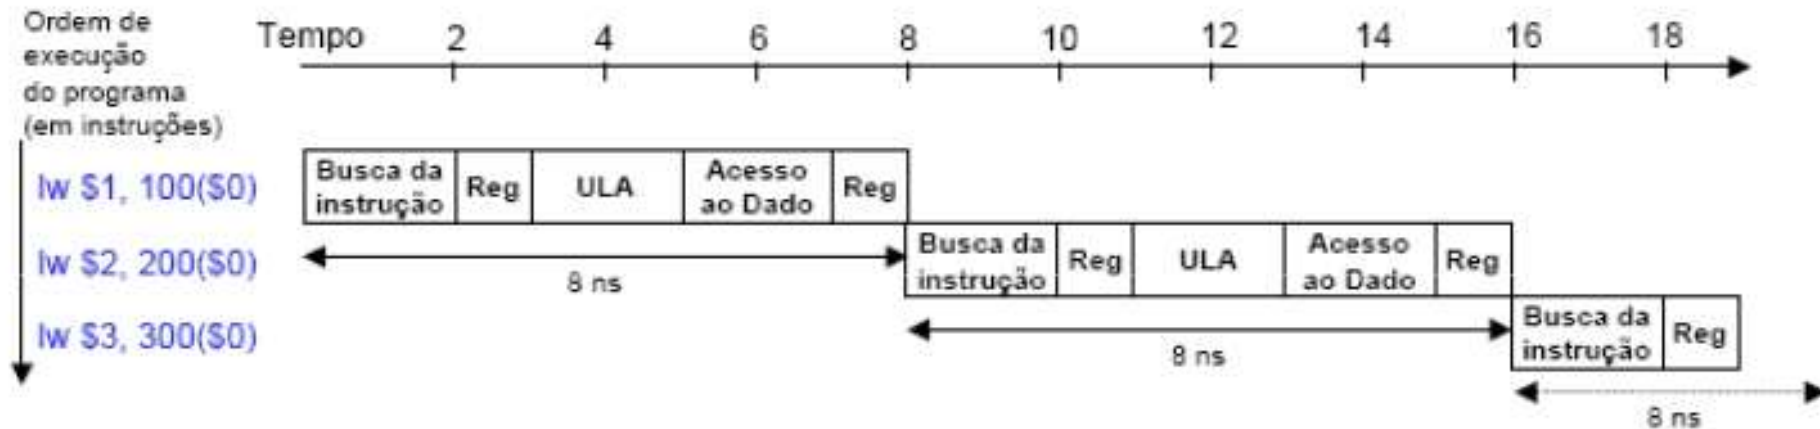 Ordem de
execução
do programa
(em instruções)
Tempo 2 4 6 8 10 12 14 16 18
lw $1, 100($0)
Busca da
instrução
Reg
ULA
Acesso
ao Dado
Reg
8 ns
lw $2, 200($0)
Busca da
instrução
Reg
ULA
Acesso
ao Dado
Reg
8 ns
lw $3, 300($0)
Busca da
instrução
Reg
8 ns